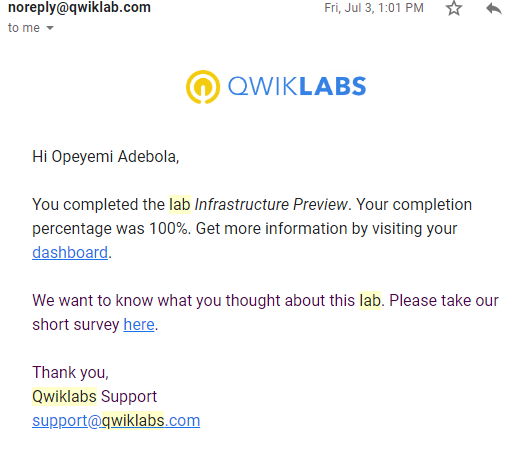 noreply@qwiklab.com
Fri, Jul 3, 1:01 PM
to me
QWIKLABS
Hi Opeyemi Adebola,
You completed the lab Infrastructure Preview. Your completion
percentage was 100%. Get more information by visiting your
dashboard.
We want to know what you thought about this lab. Please take our
short survey here.
Thank you,
Qwiklabs Support
support@qwiklabs.com